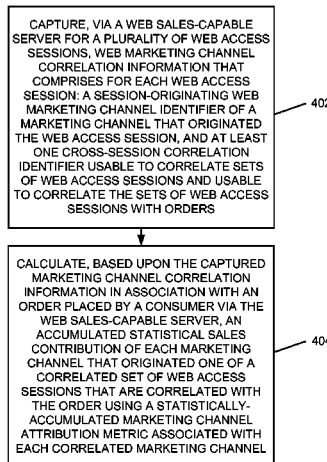 CAPTURE, VIA A WEB SALES-CAPABLE
SERVER FOR A PLURALITY OF WEB ACCESS
SESSIONS, WEB MARKETING CHANNEL
CORRELATION INFORMATION THAT
COMPRISES FOR EACH WEB ACCESS
SESSION: A SESSION-ORIGINATING WEB
MARKETING CHANNEL IDENTIFIER OF A
MARKETING CHANNEL THAT ORIGINATED
THE WEB ACCESS SESSION, AND AT LEAST
ONE CROSS-SESSION CORRELATION
IDENTIFIER USABLE TO CORRELATE SETS
OF WEB ACCESS SESSIONS AND USABLE
TO CORRELATE THE SETS OF WEB ACCESS
SESSIONS WITH ORDERS
402
CALCULATE, BASED UPON THE CAPTURED
MARKETING CHANNEL CORRELATION
INFORMATION IN ASSOCIATION WITH AN
ORDER PLACED BY A CONSUMER VIA THE
WEB SALES-CAPABLE SERVER, AN
ACCUMULATED STATISTICAL SALES
CONTRIBUTION OF EACH MARKETING
CHANNEL THAT ORIGINATED ONE OF A
CORRELATED SET OF WEB ACCESS
SESSIONS THAT ARE CORRELATED WITH
THE ORDER USING A STATISTICALLY-
ACCUMULATED MARKETING CHANNEL
ATTRIBUTION METRIC ASSOCIATED WITH
EACH CORRELATED MARKETING CHANNEL
404